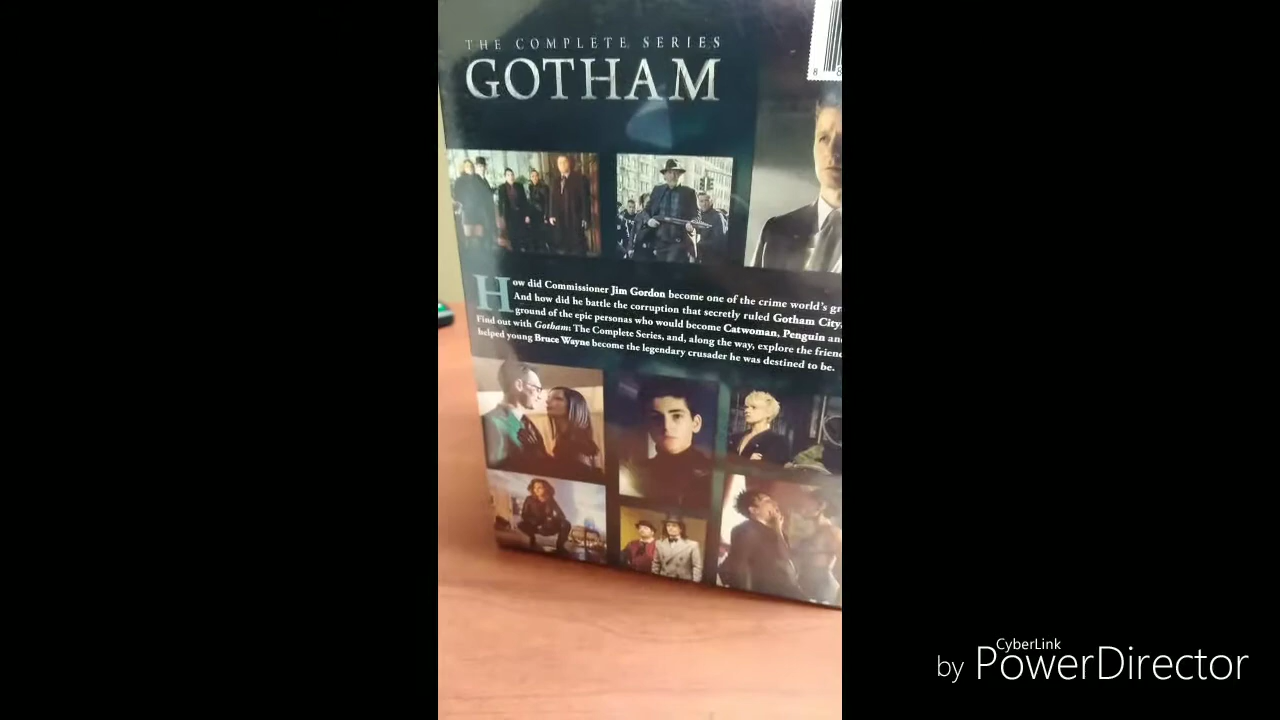 THE COMPLETE SERIES
GOTHAM
8
How did Commissioner Jim Gordon become one of the crime world's
And how did he battle the corruption that secretly ruled Gotham City,
ground of the epic personas who would become Catwoman, Penguin
Find out with Gotham: The Complete Series, and, along the way, explore the
helped young Bruce Wayne become the legendary crusader he was destined to be.
CyberLink
by PowerDirector